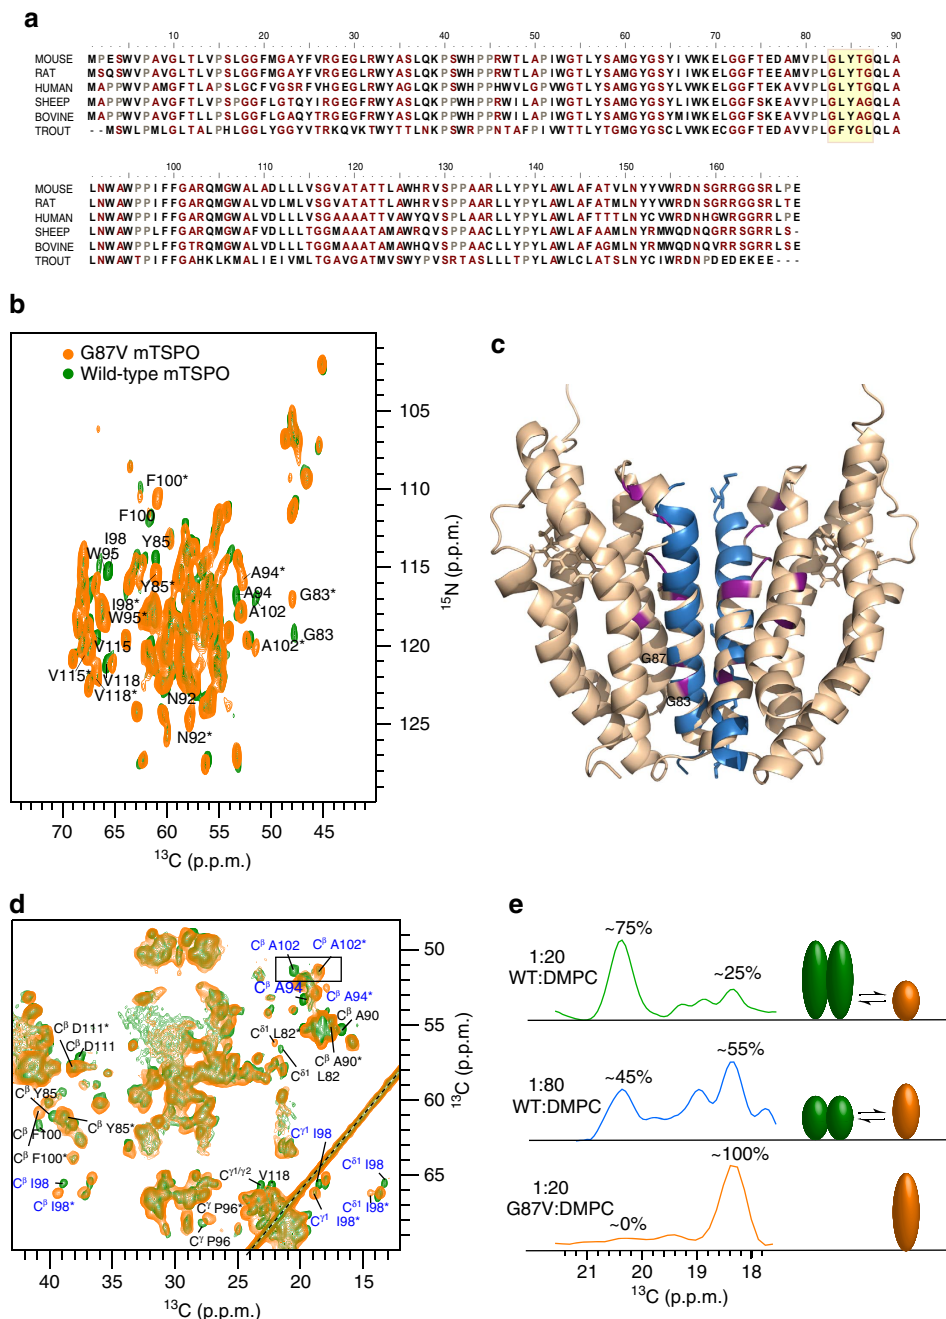 a
10 20 30 40 50 60 70 80 90
MOUSE MPESWVPAVGLTLVPSLGGFMGAYFVRGEGLRWYASLQKPSWHPPRWTLAPIWGTLYSAMGYGSYIVWKELGGFTEDAMVPLGLYTGQLA
RAT MSQSWVPAVGLTLVPSLGGFMGAYFVRGEGLRWYASLQKPSWHPPRWTLAPIWGTLYSAMGYGSYIIWKELGGFTEDAMVPLGLYTGQLA
HUMAN MAPPWVPAMGFTLAPSLGCFVGSRFVHGEGLRWYAGLQKPSWHPPHWVLGPVWGTLYSAMGYGSYLVWKELGGFTEKAVVPLGLYTGQLA
SHEEP MAPPWVPAVGFTLVPSPGGFLGTQYIRGEGFRWYASLQKPSWHPPRWILAPIWGTLYSAMGYGSYLIWKELGGFSKEAVVPLGLYAGQLA
BOVINE MAPPWVPAVGFTLVPSLGGFLGAQYTRGEGFRWYASLQKPPWHPPRWILAPIWGTLYSAMGYGSYMIWKELGGFSKEAVVPLGLYAGQLA
TROUT --MSWLPMLGLTALPHLGGLYGGYVTRKQVKTWYTTLNKPSWRPPNTAFPIVWTTLYTGMGYGSCLVWKECGGFTEDAVVPLGFYGLQLA
100 110 120 130 140 150 160
MOUSE LNWAWPPIFFGARQMGWALADLLLVSGVATATTLAWHRVSPPAARLLYPYLAWLAFATVLNYYVWRDNSGRRGGSRLPE
RAT LNWAWPPIFFGARQMGWALVDLMLVSGVATATTLAWHRVSPPAARLLYPYLAWLAFATMLNYYVWRDNSGRRGGSRLTE
HUMAN LNWAWPPIFFGARQMGWALVDLLLVSGAAAATTVAWYQVSPLAARLLYPYLAWLAFTTTLNYCVWRDNHGWRGGRRLPE
SHEEP LNWAWPPLFFGARQMGWALVDLLLTGGMAAATAMAWRQVSPPAACLLYPYLAWLAFAAMLNYRMWQDNQGRRSGRRLS-
BOVINE LNWAWPPLFFGTRQMGWALVDLLLTGGMAAATAMAWHQVSPPAACLLYPYLAWLAFAGMLNYRMWQDNQVRRSGRRLSE
TROUT LNWAWTPIFFGAHKLKMALIEIVMLTGAVGATMVSWYPVSRTASLLLTPYLAWLCLATSLNYCIWRDNPDEDEKEE---
b
G87V mTSPO
Wild-type mTSPO
105
110
115
120
125
¹⁵N (p.p.m.)
F100*
F100
I98
Y85
W95
Y85*
A94*
A94
G83*
I98*
W95*
A102
G83
V115
A102*
V115*
V118
V118*
N92
N92*
70 65 60 55 50 45
¹³C (p.p.m.)
c
G87
G83
d
Cᵝ A102 Cᵝ A102*
Cᵝ A94 Cᵝ A94*
Cᵝ D111*
Cᵝ D111
Cᵟ¹ L82*
Cᵝ A90
Cᵟ¹ L82
Cᵝ A90*
Cᵝ Y85
Cᵝ Y85*
Cᵝ F100
Cᵝ F100*
Cᵞ¹ I98
Cᵞ¹/ᵞ² V118
Cᵝ I98
Cᵝ I98*
Cᵟ¹ I98
Cᵟ¹ I98*
Cᵞ P96*
Cᵞ¹ I98*
Cᵞ P96
50
55
60
65
¹³C (p.p.m.)
40 35 30 25 20 15
¹³C (p.p.m.)
e
1:20
WT:DMPC
~75%
~25%
1:80
WT:DMPC
~45%
~55%
1:20
G87V:DMPC
~0%
~100%
21 20 19 18
¹³C (p.p.m.)